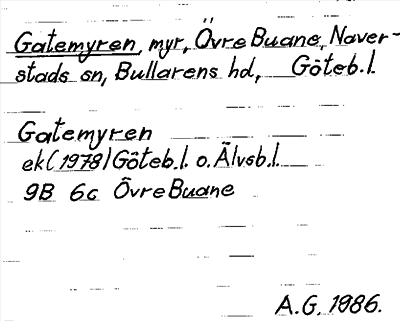 Gatemyren, myr, Övre Buane, Naver-
stads sn, Bullarens hd, Göteb.l.
Gatemyren
ek (1978) Göteb.l. o. Älvsb.l.
9B 6c Övre Buane
A.G. 1986.